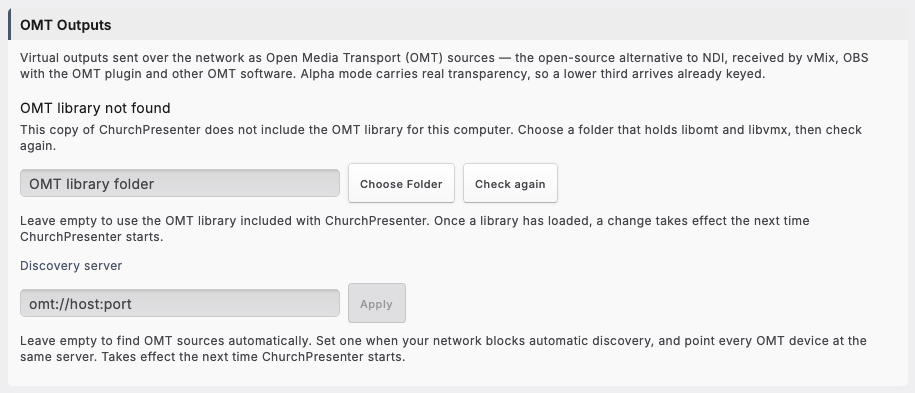 OMT Outputs
Virtual outputs sent over the network as Open Media Transport (OMT) sources — the open-source alternative to NDI, received by vMix, OBS
with the OMT plugin and other OMT software. Alpha mode carries real transparency, so a lower third arrives already keyed.
OMT library not found
This copy of ChurchPresenter does not include the OMT library for this computer. Choose a folder that holds libomt and libvmx, then check
again.
OMT library folder Choose Folder Check again
Leave empty to use the OMT library included with ChurchPresenter. Once a library has loaded, a change takes effect the next time
ChurchPresenter starts.
Discovery server
omt://host:port Apply
Leave empty to find OMT sources automatically. Set one when your network blocks automatic discovery, and point every OMT device at the
same server. Takes effect the next time ChurchPresenter starts.